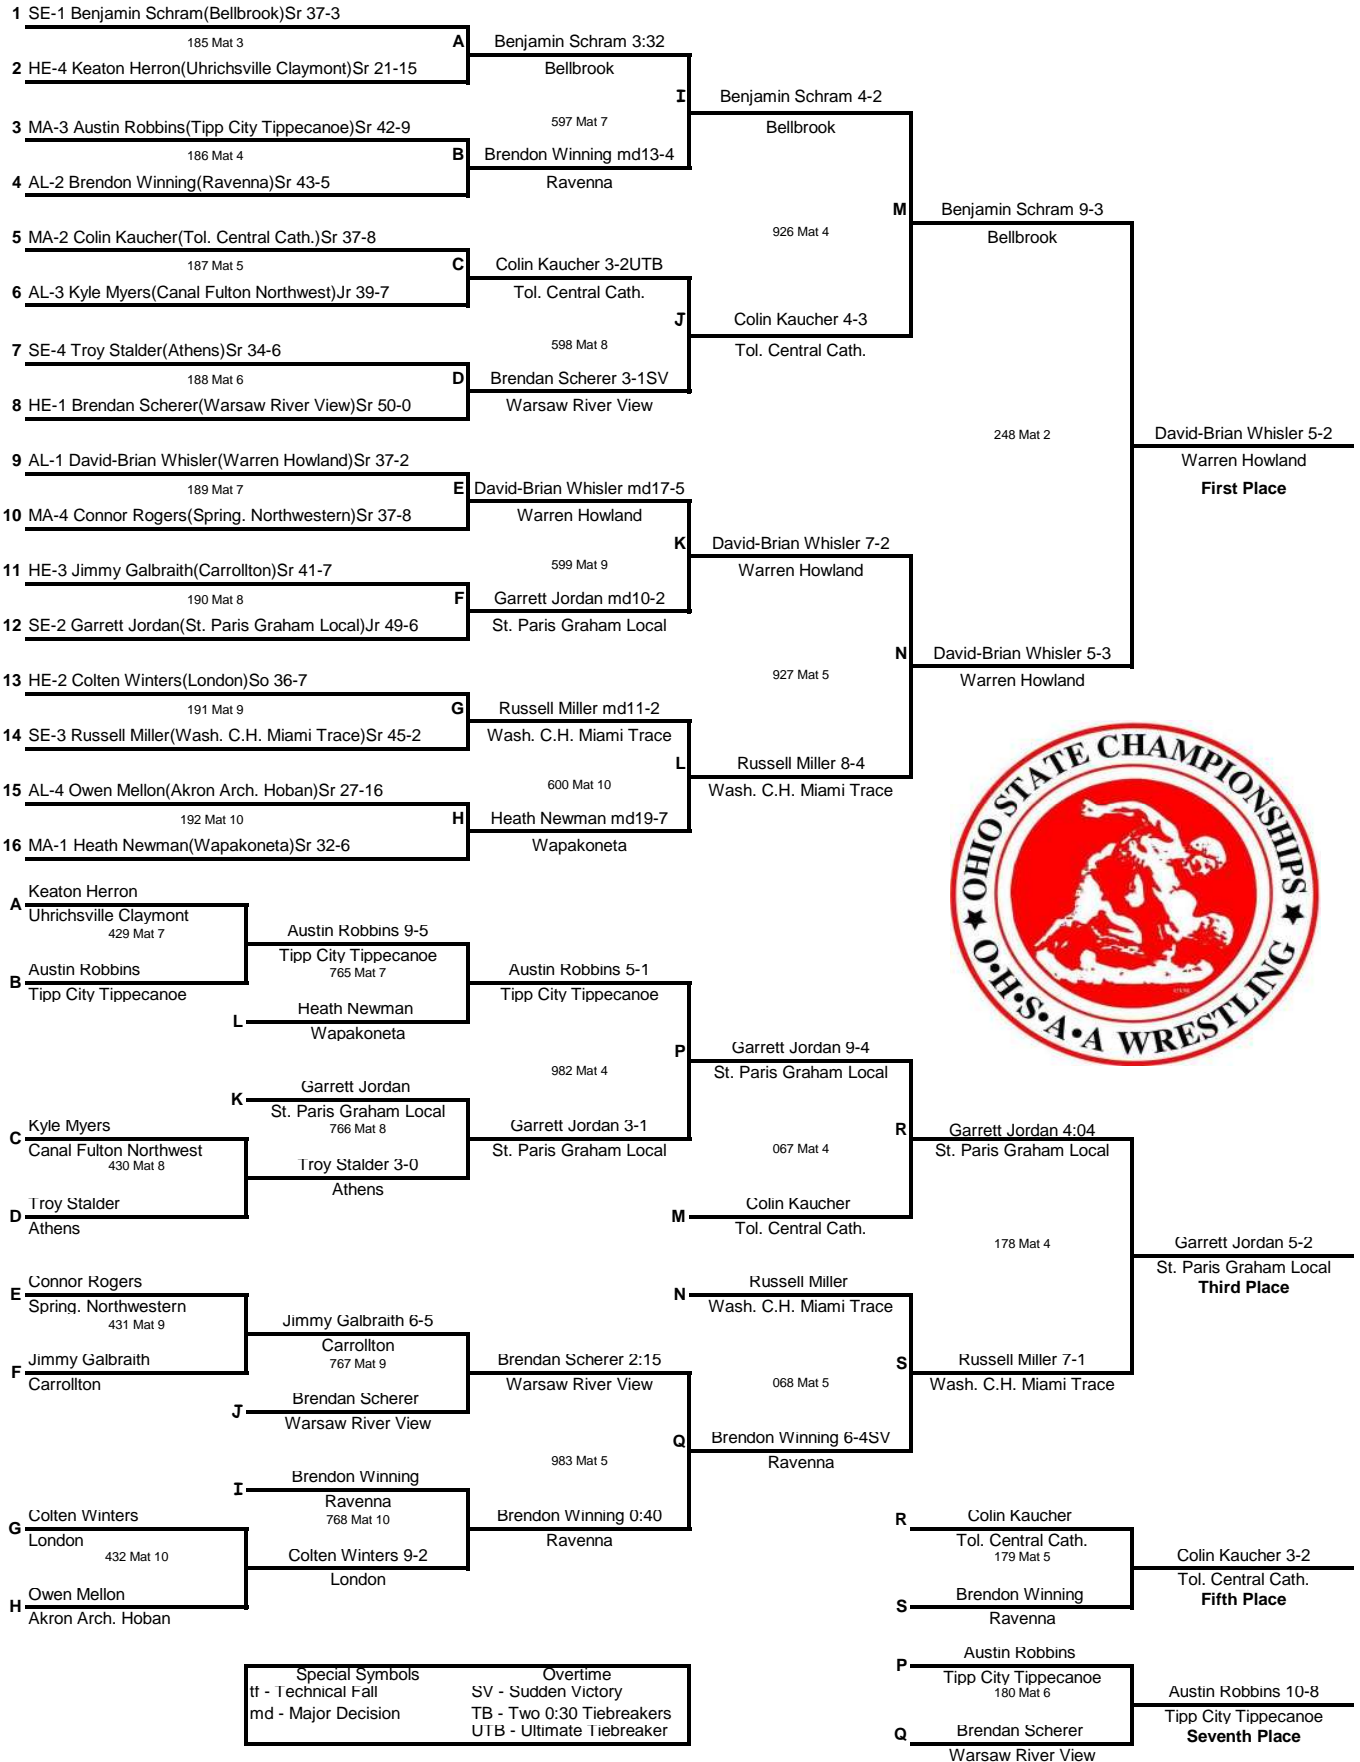 1 SE-1 Benjamin Schram(Bellbrook)Sr 37-3
185 Mat 3
A
2 HE-4 Keaton Herron(Uhrichsville Claymont)Sr 21-15
Benjamin Schram 3:32
Bellbrook
I
3 MA-3 Austin Robbins(Tipp City Tippecanoe)Sr 42-9
186 Mat 4
B
4 AL-2 Brendon Winning(Ravenna)Sr 43-5
597 Mat 7
Brendon Winning md13-4
Ravenna
Benjamin Schram 4-2
Bellbrook
M
5 MA-2 Colin Kaucher(Tol. Central Cath.)Sr 37-8
187 Mat 5
C
6 AL-3 Kyle Myers(Canal Fulton Northwest)Jr 39-7
Colin Kaucher 3-2UTB
Tol. Central Cath.
J
926 Mat 4
Benjamin Schram 9-3
Bellbrook
7 SE-4 Troy Stalder(Athens)Sr 34-6
188 Mat 6
D
8 HE-1 Brendan Scherer(Warsaw River View)Sr 50-0
598 Mat 8
Brendan Scherer 3-1SV
Warsaw River View
Colin Kaucher 4-3
Tol. Central Cath.
248 Mat 2
David-Brian Whisler 5-2
Warren Howland
First Place
9 AL-1 David-Brian Whisler(Warren Howland)Sr 37-2
189 Mat 7
E
10 MA-4 Connor Rogers(Spring. Northwestern)Sr 37-8
David-Brian Whisler md17-5
Warren Howland
K
11 HE-3 Jimmy Galbraith(Carrollton)Sr 41-7
190 Mat 8
F
12 SE-2 Garrett Jordan(St. Paris Graham Local)Jr 49-6
599 Mat 9
Garrett Jordan md10-2
St. Paris Graham Local
David-Brian Whisler 7-2
Warren Howland
N
13 HE-2 Colten Winters(London)So 36-7
191 Mat 9
G
14 SE-3 Russell Miller(Wash. C.H. Miami Trace)Sr 45-2
Russell Miller md11-2
Wash. C.H. Miami Trace
L
927 Mat 5
David-Brian Whisler 5-3
Warren Howland
15 AL-4 Owen Mellon(Akron Arch. Hoban)Sr 27-16
192 Mat 10
H
16 MA-1 Heath Newman(Wapakoneta)Sr 32-6
600 Mat 10
Heath Newman md19-7
Wapakoneta
Russell Miller 8-4
Wash. C.H. Miami Trace
OHIO STATE CHAMPIONSHIPS
O•H•S•A•A WRESTLING
A Keaton Herron
Uhrichsville Claymont
429 Mat 7
B Austin Robbins
Tipp City Tippecanoe
Austin Robbins 9-5
Tipp City Tippecanoe
765 Mat 7
L Heath Newman
Wapakoneta
Austin Robbins 5-1
Tipp City Tippecanoe
P
982 Mat 4
K Garrett Jordan
St. Paris Graham Local
766 Mat 8
C Kyle Myers
Canal Fulton Northwest
430 Mat 8
D Troy Stalder
Athens
Troy Stalder 3-0
Athens
Garrett Jordan 3-1
St. Paris Graham Local
Garrett Jordan 9-4
St. Paris Graham Local
067 Mat 4
R
M Colin Kaucher
Tol. Central Cath.
Garrett Jordan 4:04
St. Paris Graham Local
178 Mat 4
Garrett Jordan 5-2
St. Paris Graham Local
Third Place
E Connor Rogers
Spring. Northwestern
431 Mat 9
F Jimmy Galbraith
Carrollton
Jimmy Galbraith 6-5
Carrollton
767 Mat 9
J Brendan Scherer
Warsaw River View
Brendan Scherer 2:15
Warsaw River View
Q
983 Mat 5
N Russell Miller
Wash. C.H. Miami Trace
068 Mat 5
S
Russell Miller 7-1
Wash. C.H. Miami Trace
Brendon Winning 6-4SV
Ravenna
I Brendon Winning
Ravenna
768 Mat 10
G Colten Winters
London
432 Mat 10
H Owen Mellon
Akron Arch. Hoban
Colten Winters 9-2
London
Brendon Winning 0:40
Ravenna
R Colin Kaucher
Tol. Central Cath.
179 Mat 5
S Brendon Winning
Ravenna
Colin Kaucher 3-2
Tol. Central Cath.
Fifth Place
P Austin Robbins
Tipp City Tippecanoe
180 Mat 6
Q Brendan Scherer
Warsaw River View
Austin Robbins 10-8
Tipp City Tippecanoe
Seventh Place
Special Symbols
tf - Technical Fall
md - Major Decision
Overtime
SV - Sudden Victory
TB - Two 0:30 Tiebreakers
UTB - Ultimate Tiebreaker